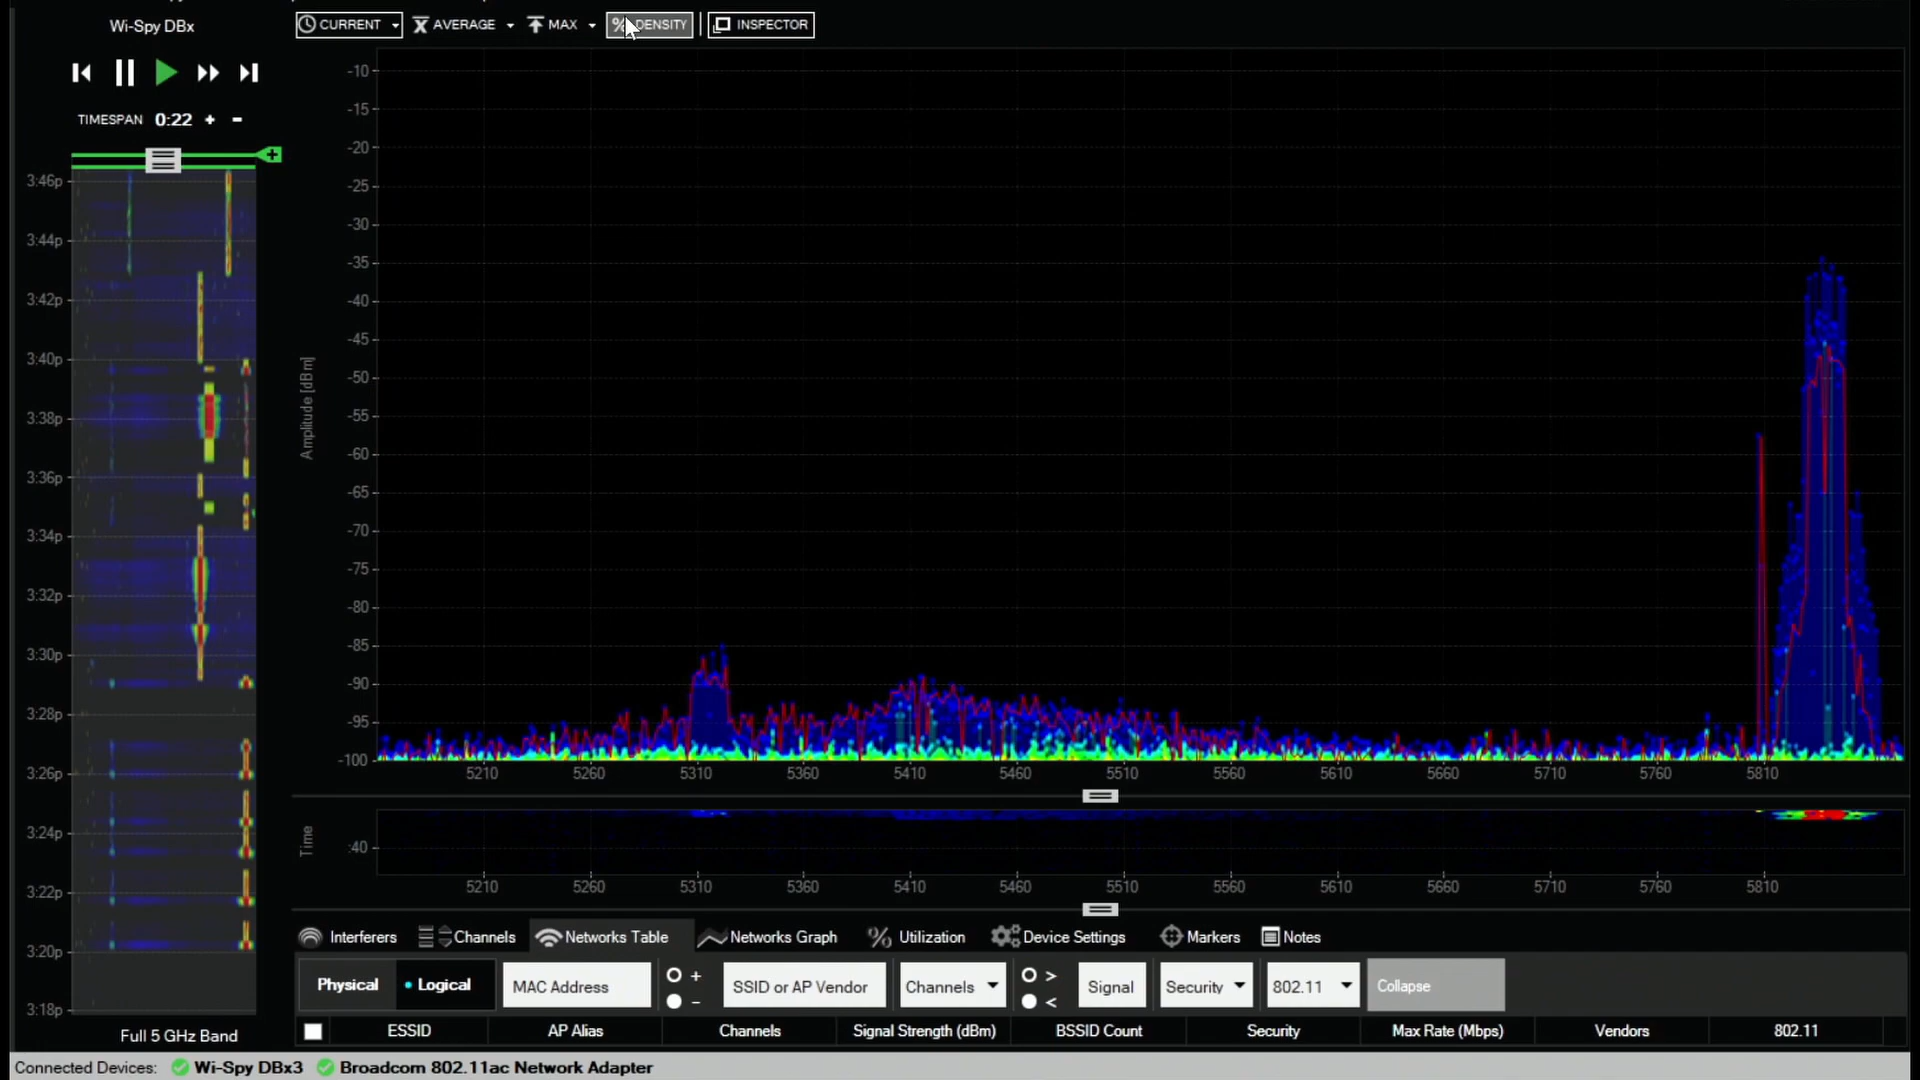 Wi-Spy DBx
CURRENT AVERAGE MAX % DENSITY INSPECTOR
TIMESPAN 0:22 + -
3:46p
3:44p
3:42p
3:40p
3:38p
3:36p
3:34p
3:32p
3:30p
3:28p
3:26p
3:24p
3:22p
3:20p
3:18p
Full 5 GHz Band
Amplitude [dBm]
-10
-15
-20
-25
-30
-35
-40
-45
-50
-55
-60
-65
-70
-75
-80
-85
-90
-95
-100
5210 5260 5310 5360 5410 5460 5510 5560 5610 5660 5710 5760 5810
Time
:40
5210 5260 5310 5360 5410 5460 5510 5560 5610 5660 5710 5760 5810
Interferers Channels Networks Table Networks Graph % Utilization Device Settings Markers Notes
Physical Logical MAC Address + - SSID or AP Vendor Channels > < Signal Security 802.11 Collapse
ESSID AP Alias Channels Signal Strength (dBm) BSSID Count Security Max Rate (Mbps) Vendors 802.11
Connected Devices: Wi-Spy DBx3 Broadcom 802.11ac Network Adapter